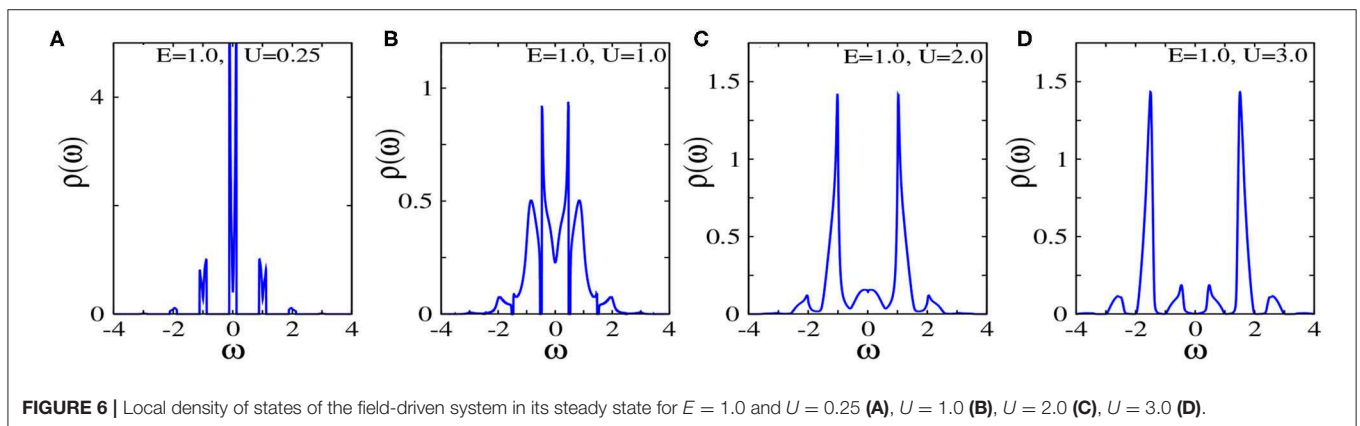 A
E=1.0, U=0.25
ρ(ω)
4
0
-4 -2 0 2 4
ω
B
E=1.0, U=1.0
ρ(ω)
1
0.5
0
-4 -2 0 2 4
ω
C
E=1.0, U=2.0
ρ(ω)
1.5
1
0.5
0
-4 -2 0 2 4
ω
D
E=1.0, U=3.0
ρ(ω)
1.5
1
0.5
0
-4 -2 0 2 4
ω
FIGURE 6 | Local density of states of the field-driven system in its steady state for E = 1.0 and U = 0.25 (A), U = 1.0 (B), U = 2.0 (C), U = 3.0 (D).